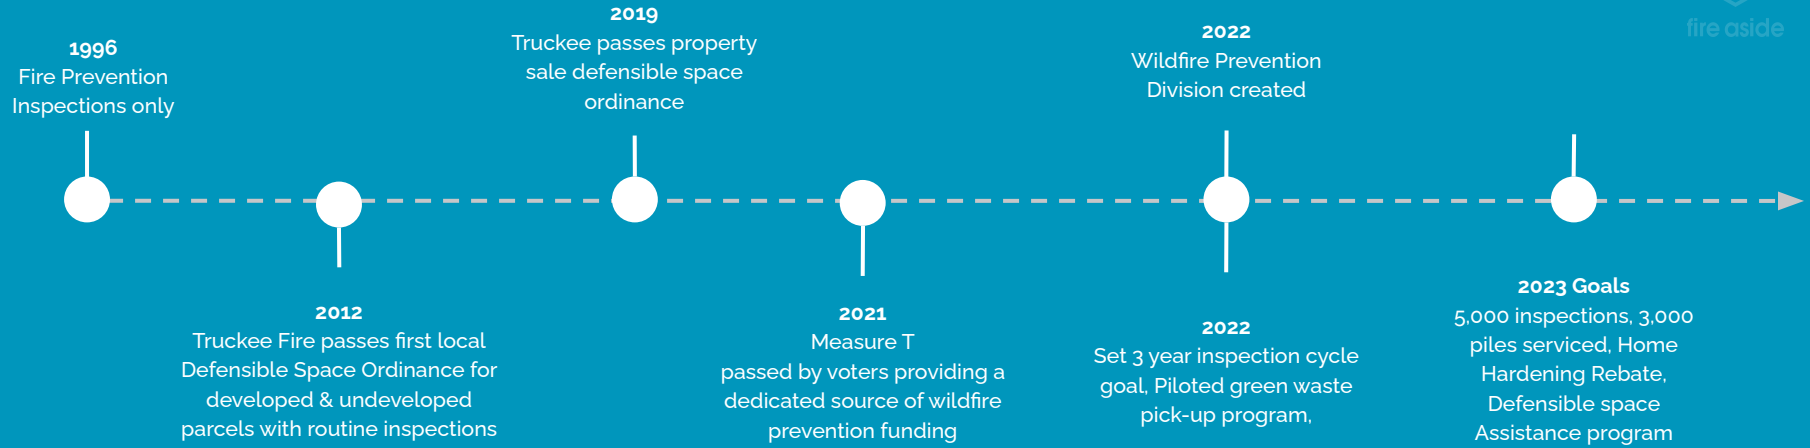 1996
Fire Prevention
Inspections only
2012
Truckee Fire passes first local
Defensible Space Ordinance for
developed & undeveloped
parcels with routine inspections
2019
Truckee passes property
sale defensible space
ordinance
2021
Measure T
passed by voters providing a
dedicated source of wildfire
prevention funding
2022
Wildfire Prevention
Division created
2022
Set 3 year inspection cycle
goal, Piloted green waste
pick-up program,
2023 Goals
5,000 inspections, 3,000
piles serviced, Home
Hardening Rebate,
Defensible space
Assistance program
fire aside